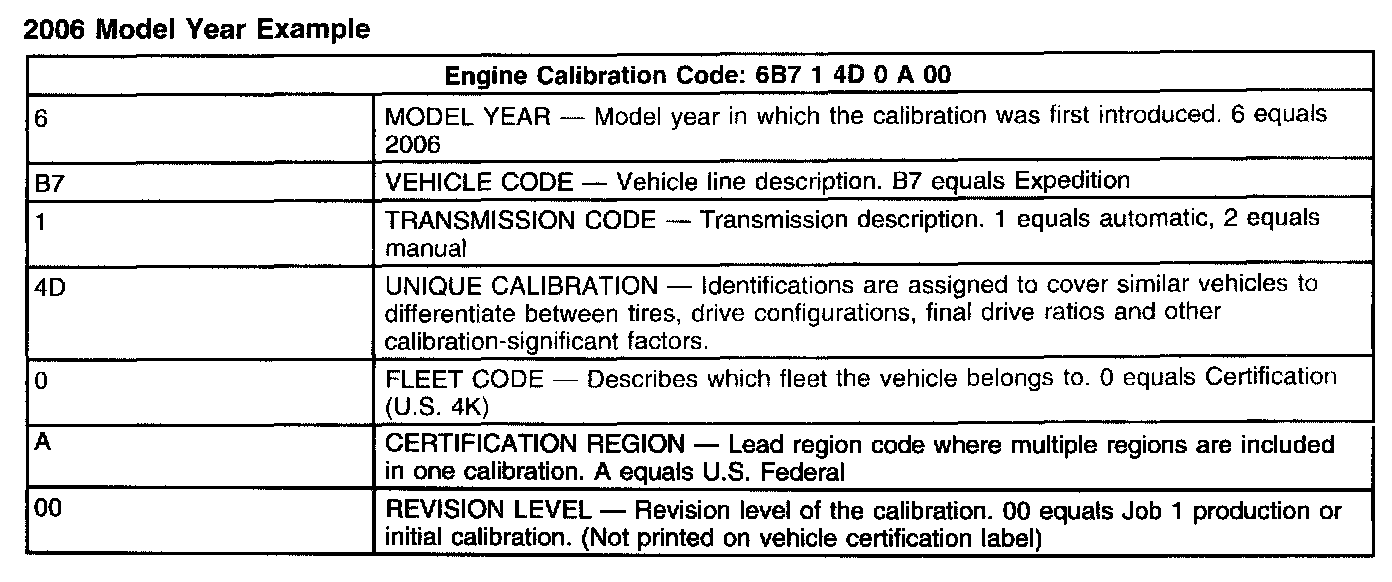 2006 Model Year Example
Engine Calibration Code: 6B7 1 4D 0 A 00
6
MODEL YEAR — Model year in which the calibration was first introduced. 6 equals
2006
B7
VEHICLE CODE — Vehicle line description. B7 equals Expedition
1
TRANSMISSION CODE — Transmission description. 1 equals automatic, 2 equals
manual
4D
UNIQUE CALIBRATION — Identifications are assigned to cover similar vehicles to
differentiate between tires, drive configurations, final drive ratios and other
calibration-significant factors.
0
FLEET CODE — Describes which fleet the vehicle belongs to. 0 equals Certification
(U.S. 4K)
A
CERTIFICATION REGION — Lead region code where multiple regions are included
in one calibration. A equals U.S. Federal
00
REVISION LEVEL — Revision level of the calibration. 00 equals Job 1 production or
initial calibration. (Not printed on vehicle certification label)